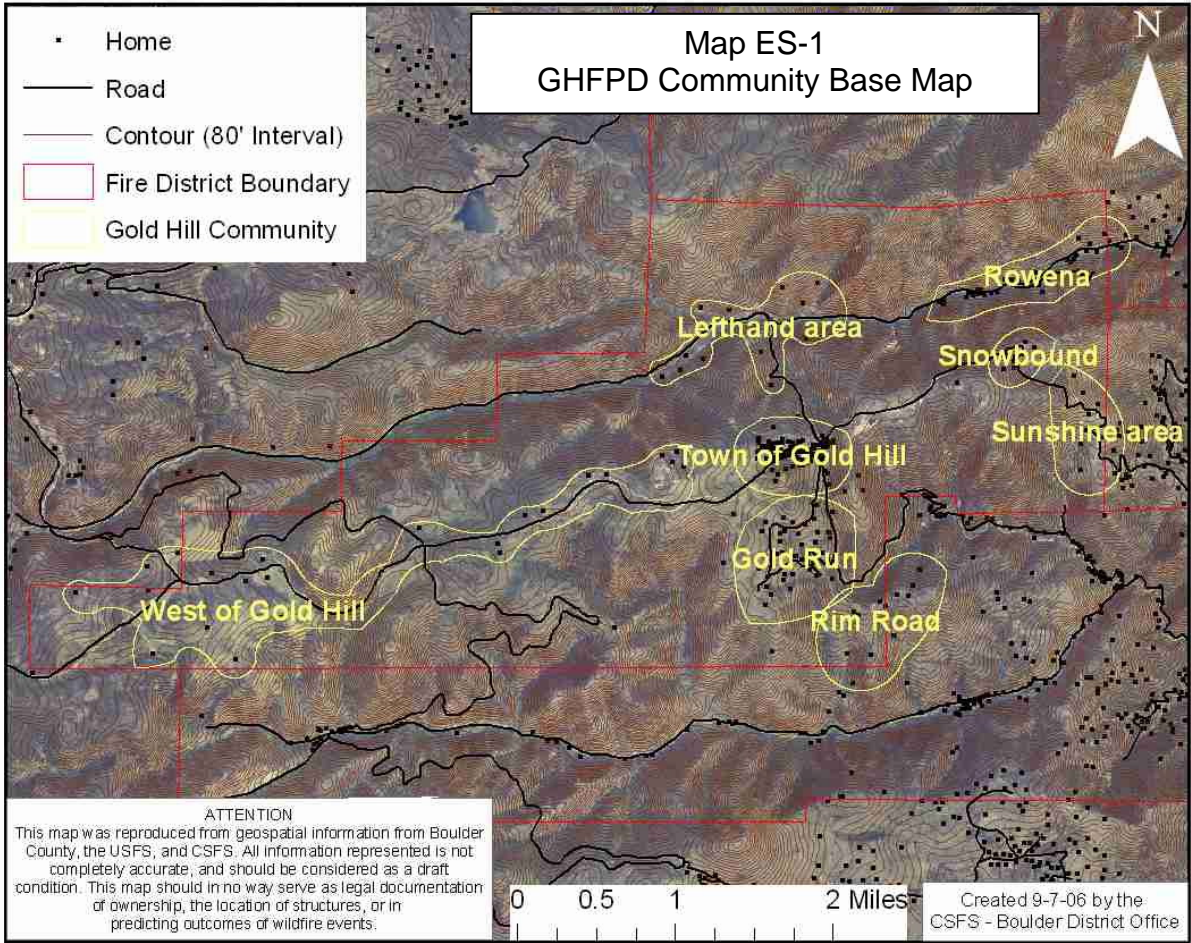 Map ES-1
GHFPD Community Base Map
N
Home
Road
Contour (80' Interval)
Fire District Boundary
Gold Hill Community
Rowena
Lefthand area
Snowbound
Sunshine area
Town of Gold Hill
Gold Run
West of Gold Hill
Rim Road
ATTENTION
This map was reproduced from geospatial information from Boulder
County, the USFS, and CSFS. All information represented is not
completely accurate, and should be considered as a draft
condition. This map should in no way serve as legal documentation
of ownership, the location of structures, or in
predicting outcomes of wildfire events.
0 0.5 1 2 Miles
Created 9-7-06 by the
CSFS - Boulder District Office